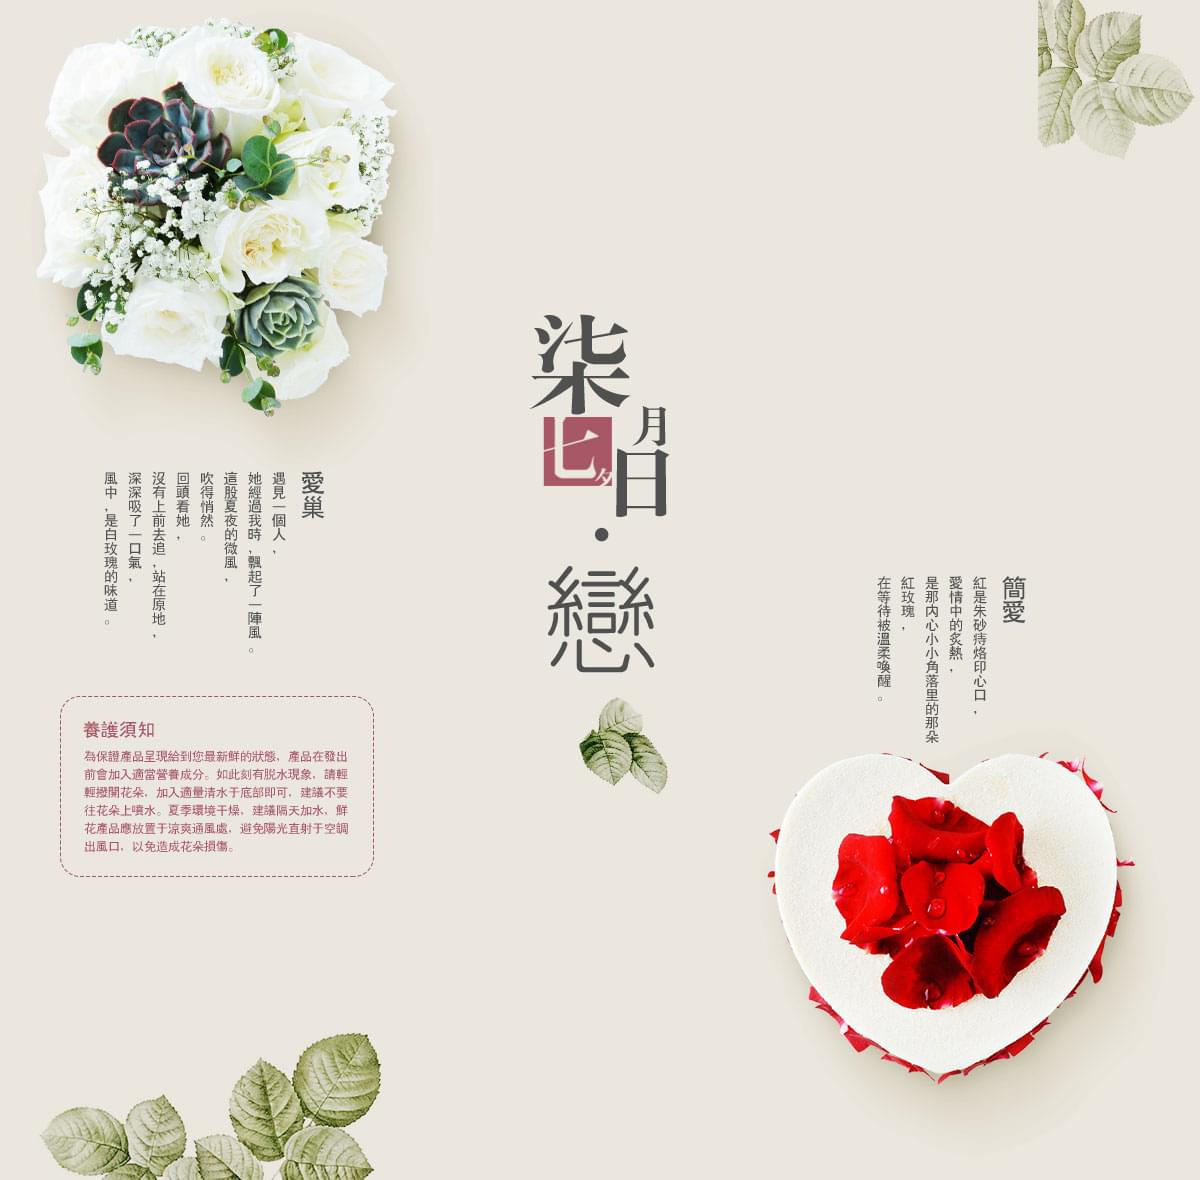 柒
月
七夕
日
·
戀
愛巢
遇見一個人，
她經過我時，飄起了一陣風。
這股夏夜的微風，
吹得悄然。
回頭看她，
沒有上前去追，站在原地，
深深吸了一口氣，
風中，是白玫瑰的味道。
養護須知
為保證產品呈現給到您最新鮮的狀態，產品在發出
前會加入適當營養成分。如此刻有脫水現象，請輕
輕撥開花朵，加入適量清水于底部即可，建議不要
往花朵上噴水。夏季環境干燥，建議隔天加水，鮮
花產品應放置于涼爽通風處，避免陽光直射于空調
出風口，以免造成花朵損傷。
簡愛
紅是朱砂痔烙印心口，
愛情中的炙熱，
是那内心小小角落里的那朵
紅玫瑰，
在等待被溫柔喚醒。